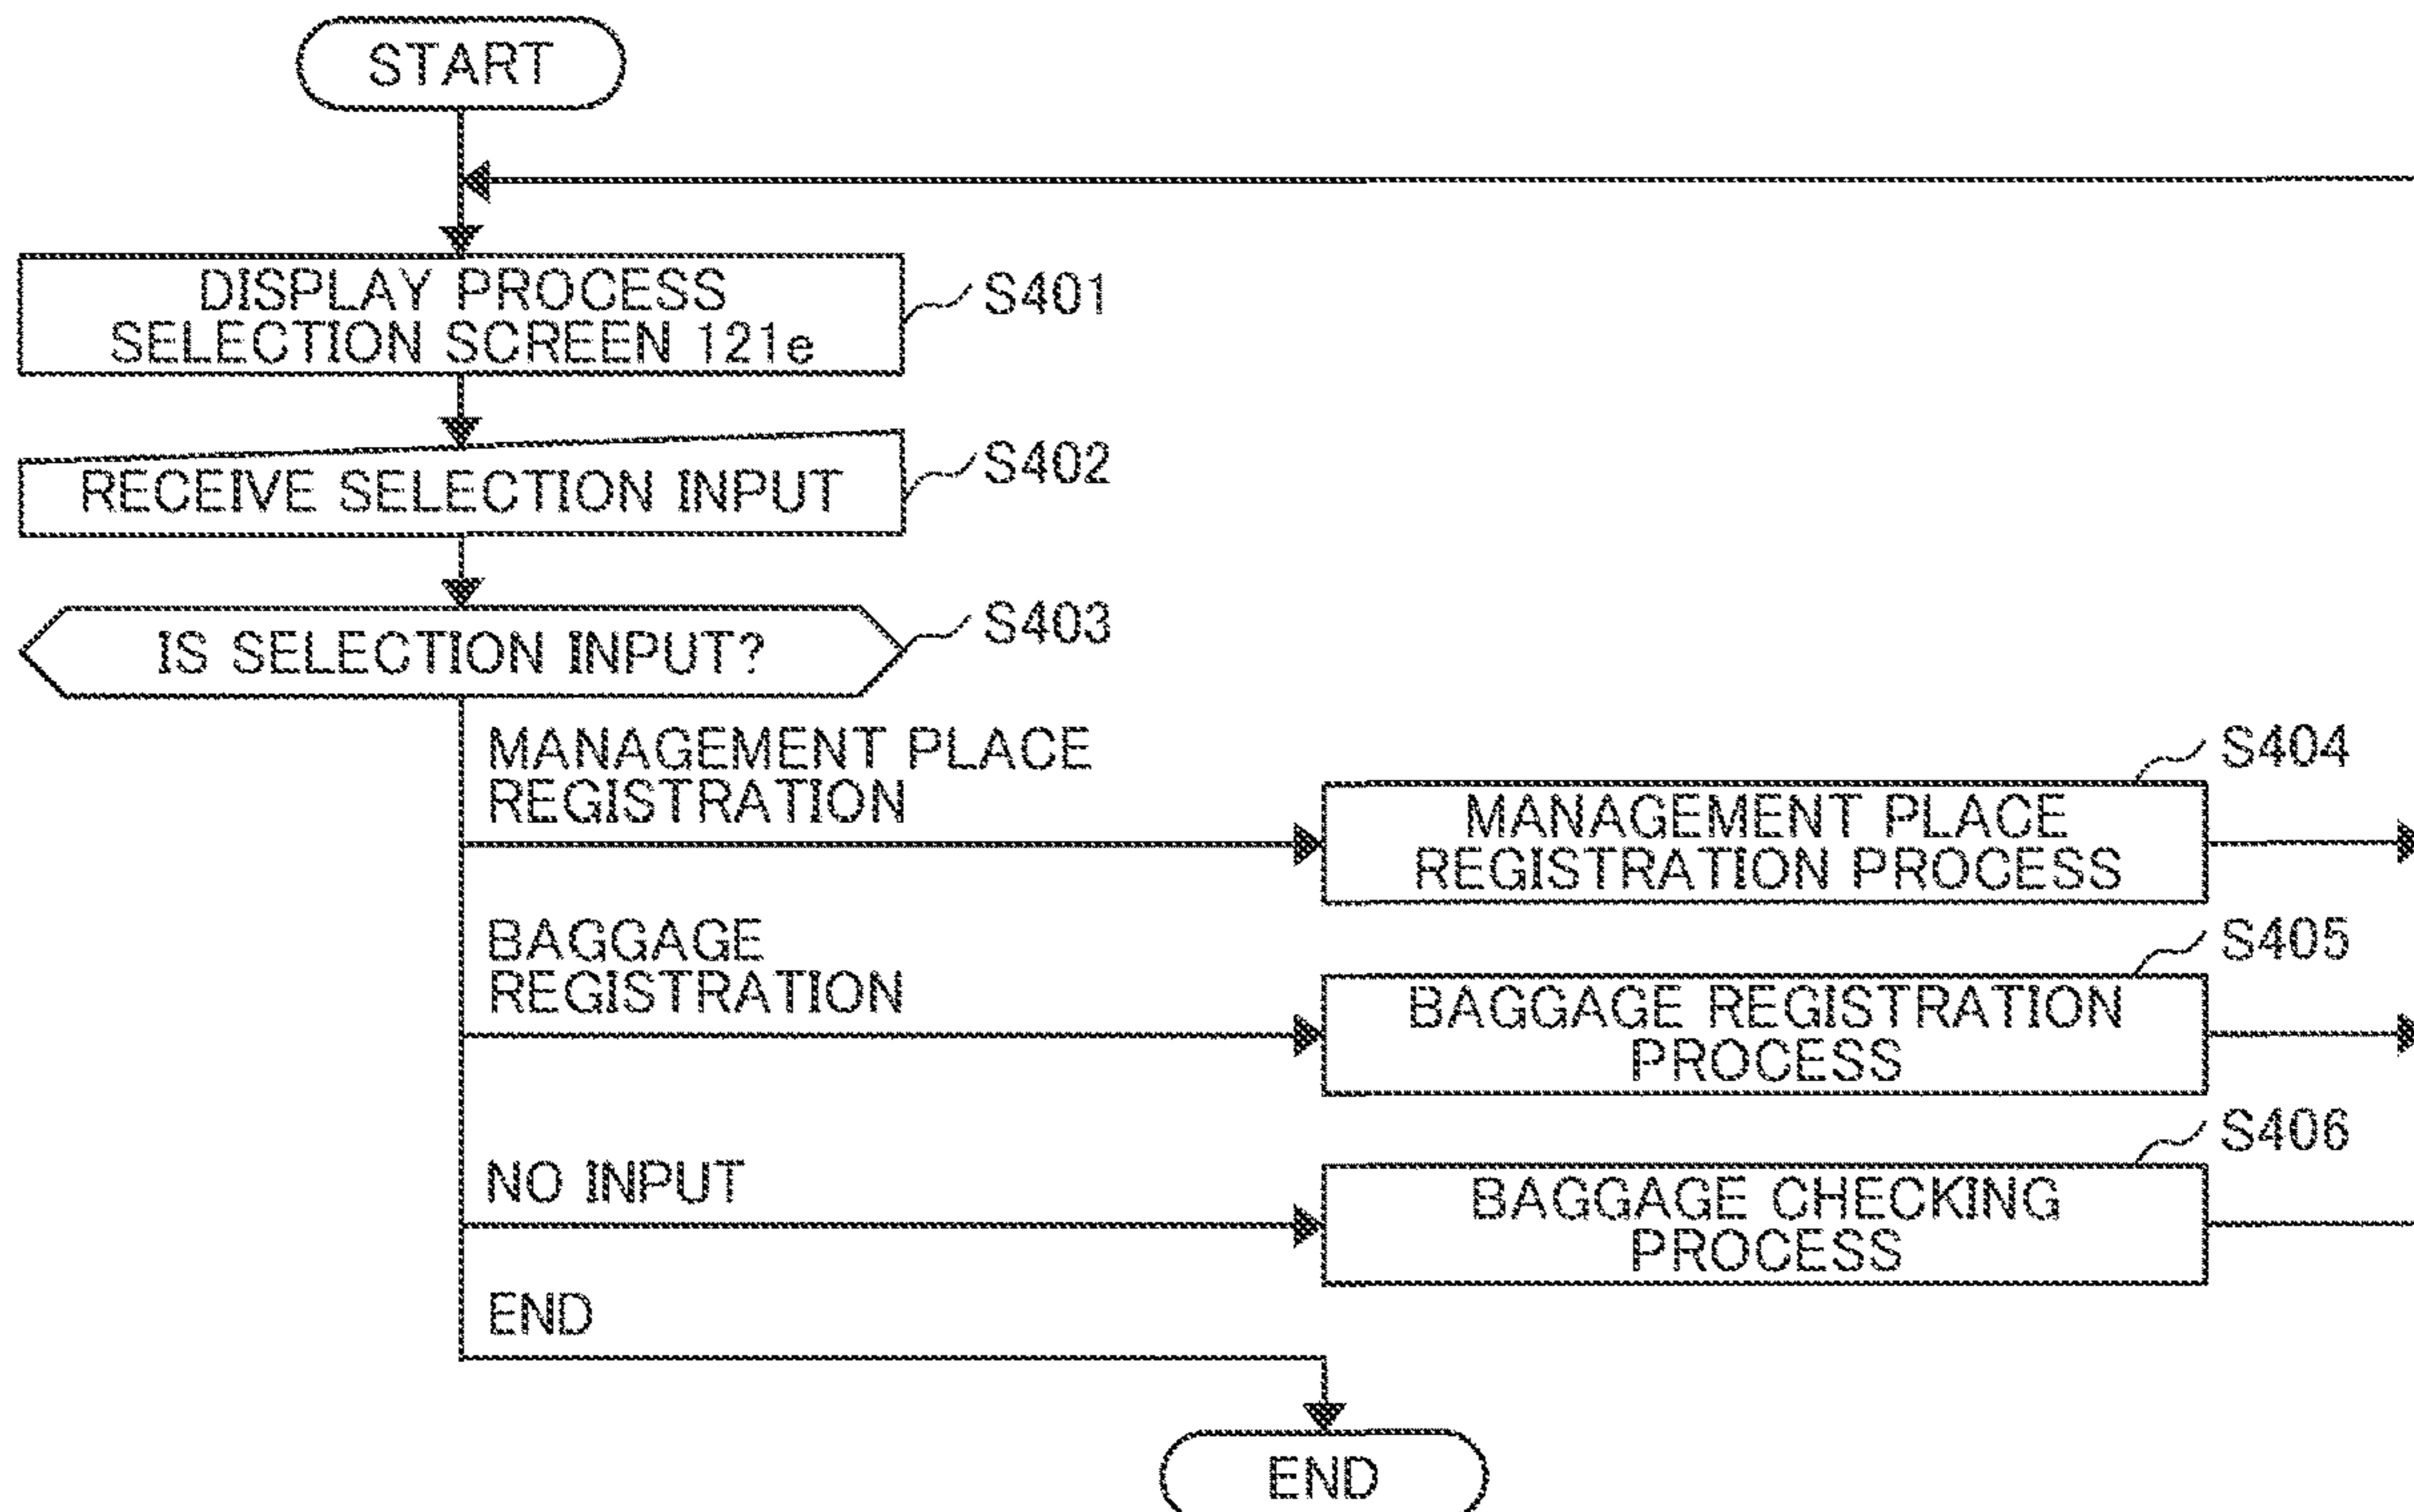 START
DISPLAY PROCESS
SELECTION SCREEN 121e
S401
RECEIVE SELECTION INPUT
S402
IS SELECTION INPUT?
S403
MANAGEMENT PLACE
REGISTRATION
S404
MANAGEMENT PLACE
REGISTRATION PROCESS
BAGGAGE
REGISTRATION
S405
BAGGAGE REGISTRATION
PROCESS
NO INPUT
S406
BAGGAGE CHECKING
PROCESS
END
END